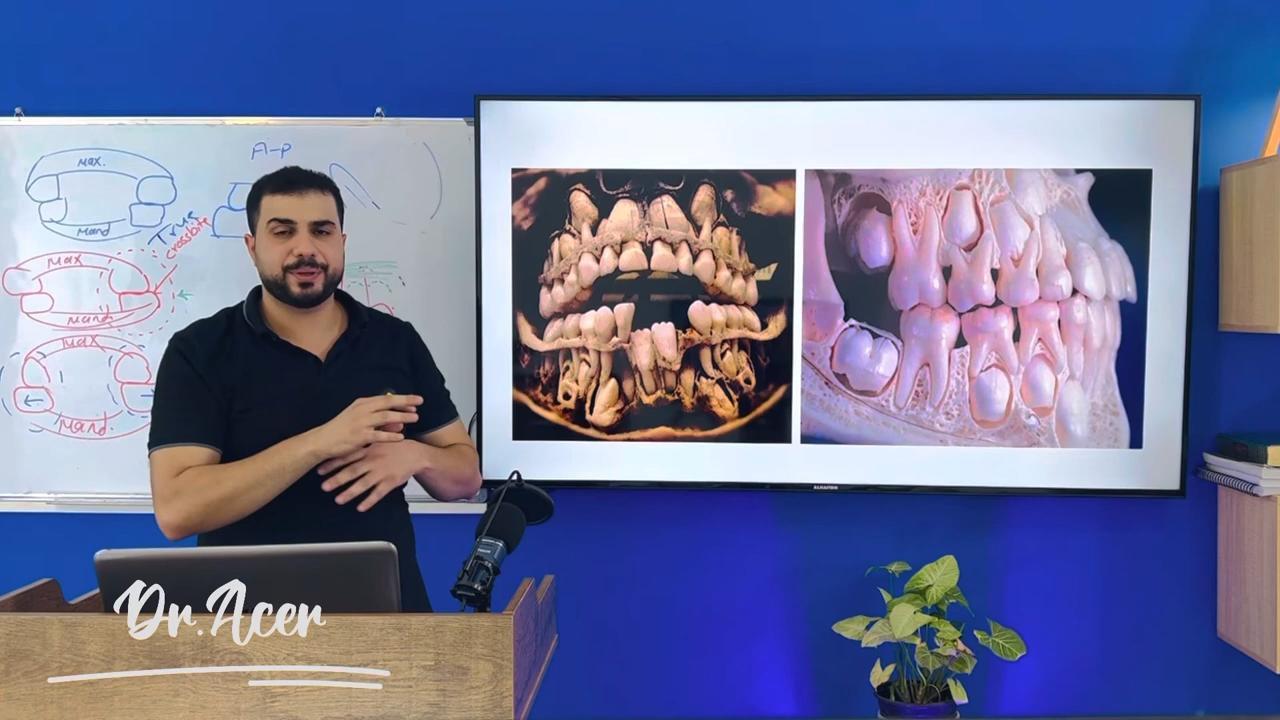 Max.
Mand
A-P
True
crossbite
Max
Mand
Max
Mand.
Dr.Acer